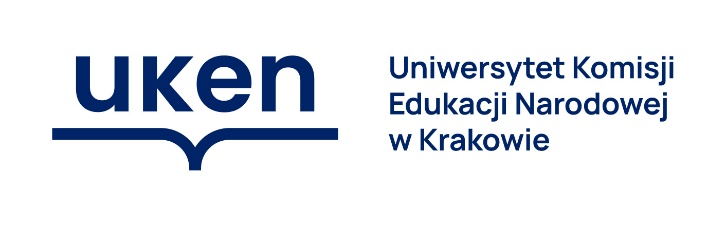 uken
Uniwersytet Komisji
Edukacji Narodowej
w Krakowie